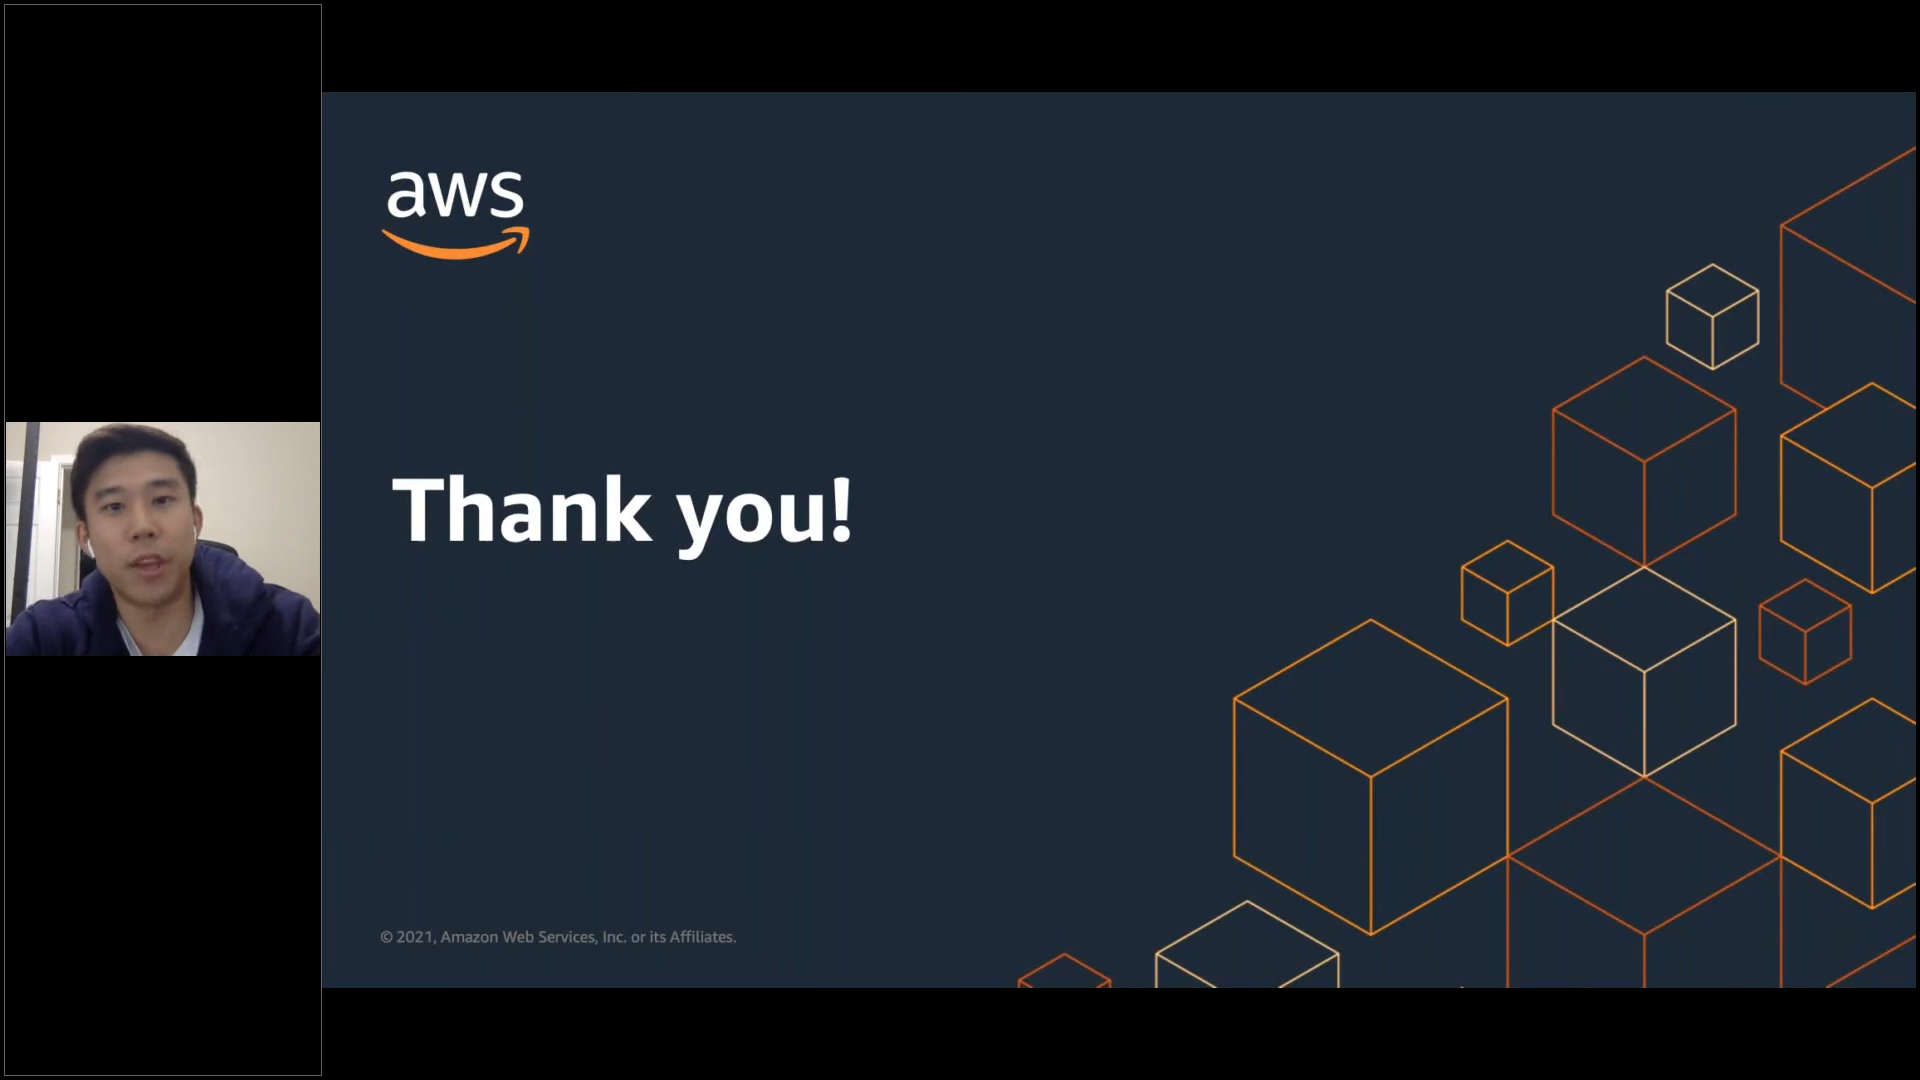 aws
Thank you!
© 2021, Amazon Web Services, Inc. or its Affiliates.